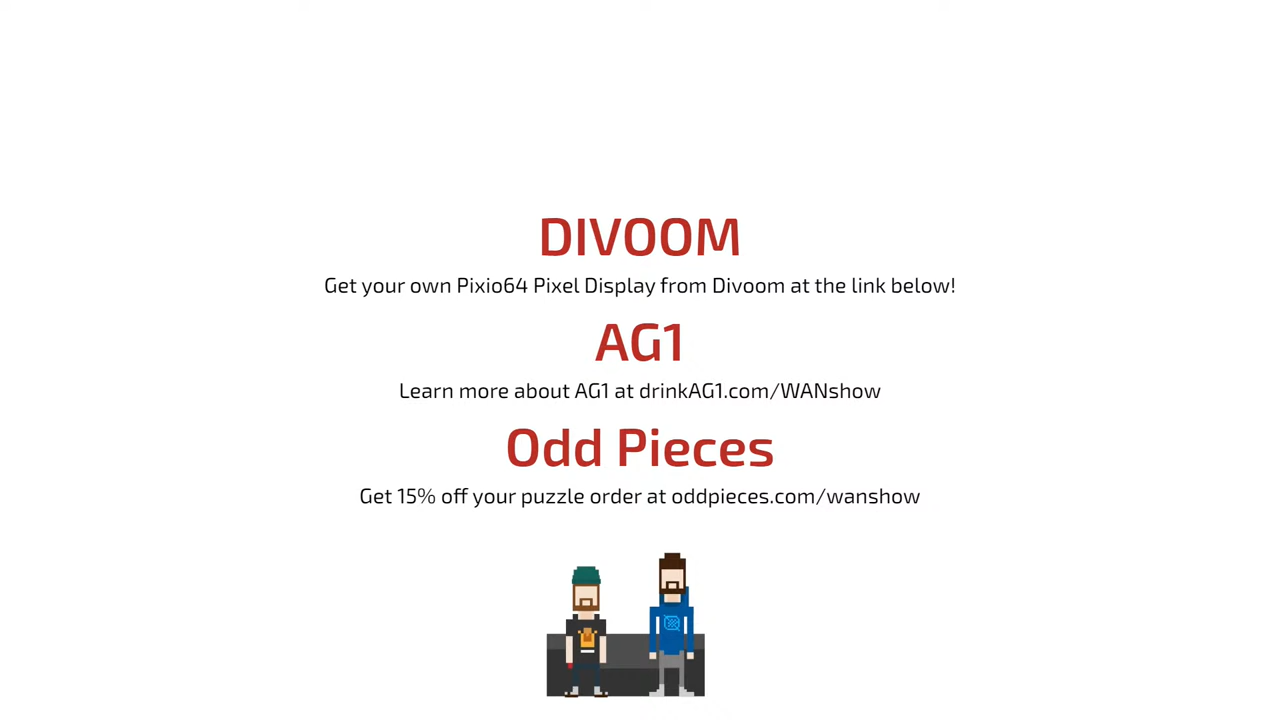 DIVOOM
Get your own Pixio64 Pixel Display from Divoom at the link below!
AG1
Learn more about AG1 at drinkAG1.com/WANshow
Odd Pieces
Get 15% off your puzzle order at oddpieces.com/wanshow